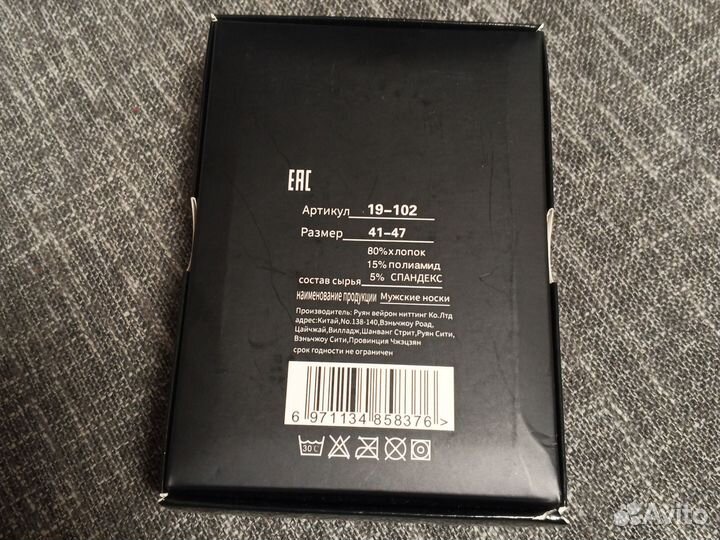 EAC
Артикул 19-102
Размер 41-47
80%хлопок
15% полиамид
состав сырья 5% СПАНДЕКС
наименование продукции Мужские носки
Производитель: Руян вейрон ниттинг Ко.Лтд
адрес:Китай,No.138-140,Вэньчжоу Роад,
Цайчжай,Вилладж,Шанванг Стрит,Руян Сити,
Вэньчжоу Сити,Провинция Чжэцзян
срок годности не ограничен
6 971134 858376 >
30 C
Avito